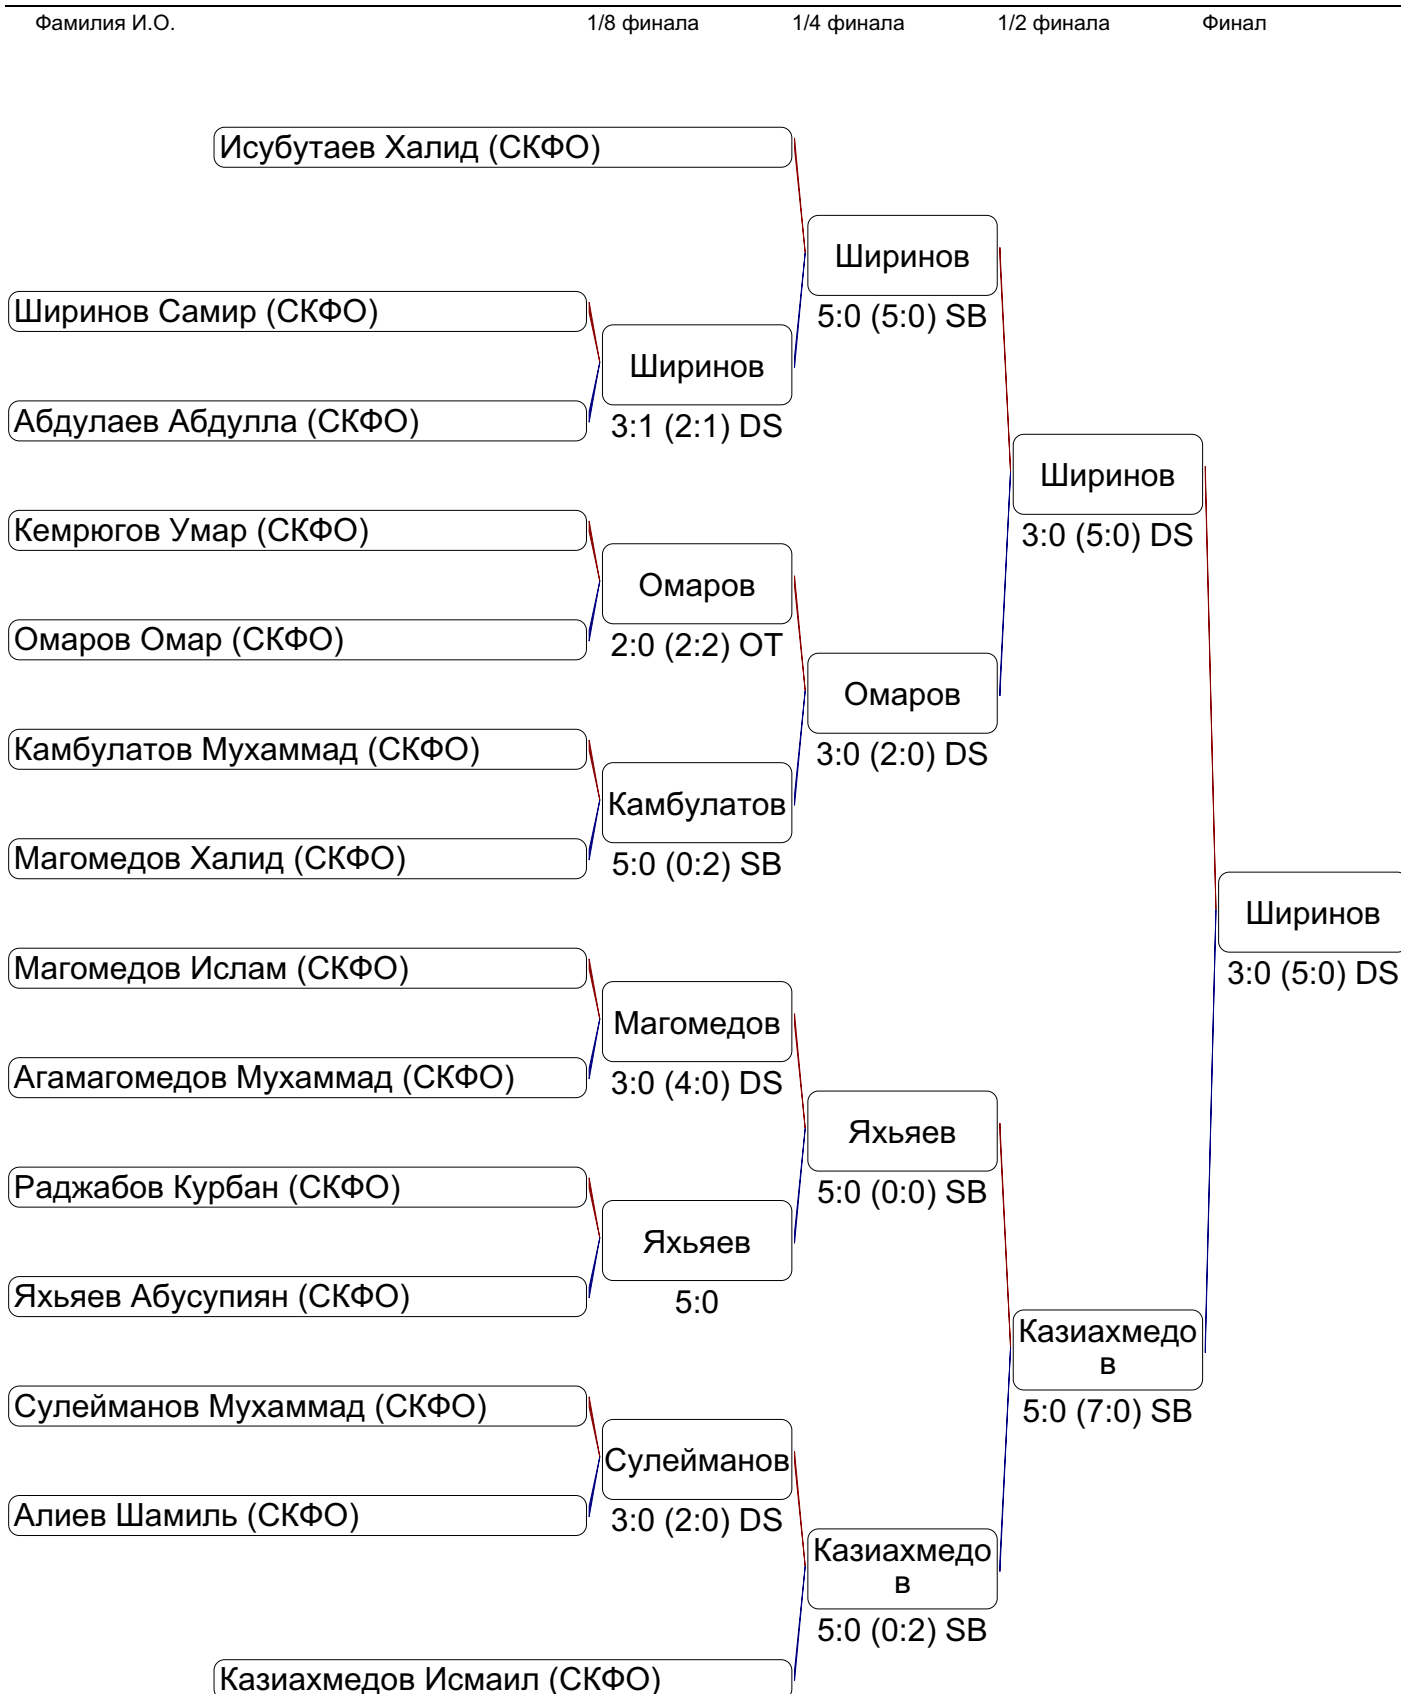 Фамилия И.О. 1/8 финала 1/4 финала 1/2 финала Финал
Исубутаев Халид (СКФО)
Ширинов
Ширинов Самир (СКФО)
5:0 (5:0) SB
Ширинов
Абдулаев Абдулла (СКФО)
3:1 (2:1) DS
Ширинов
Кемрюгов Умар (СКФО)
3:0 (5:0) DS
Омаров
Омаров Омар (СКФО)
2:0 (2:2) OT
Омаров
Камбулатов Мухаммад (СКФО)
3:0 (2:0) DS
Камбулатов
Магомедов Халид (СКФО)
5:0 (0:2) SB
Ширинов
Магомедов Ислам (СКФО)
3:0 (5:0) DS
Магомедов
Агамагомедов Мухаммад (СКФО)
3:0 (4:0) DS
Яхьяев
Раджабов Курбан (СКФО)
5:0 (0:0) SB
Яхьяев
Яхьяев Абусупиян (СКФО)
5:0
Казиахмедо
в
Сулейманов Мухаммад (СКФО)
5:0 (7:0) SB
Сулейманов
Алиев Шамиль (СКФО)
3:0 (2:0) DS
Казиахмедо
в
5:0 (0:2) SB
Казиахмедов Исмаил (СКФО)